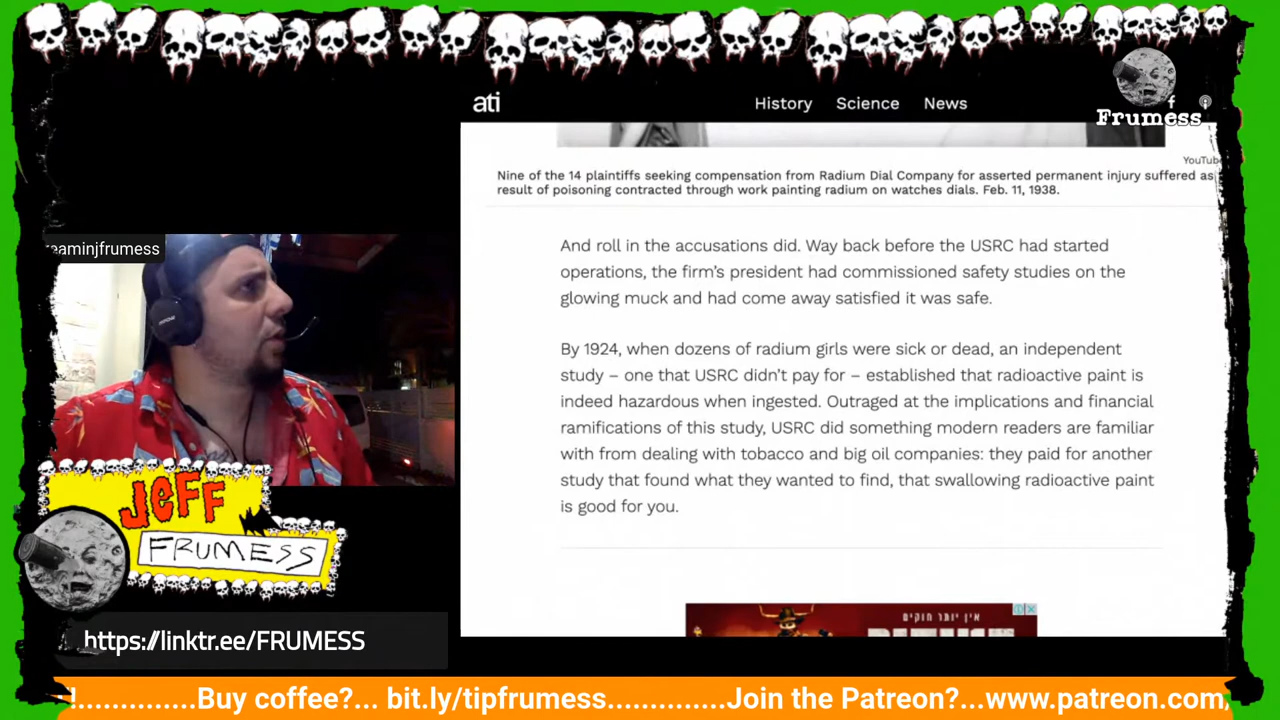 ati
History Science News
Frumess
YouTube
Nine of the 14 plaintiffs seeking compensation from Radium Dial Company for asserted permanent injury suffered as
result of poisoning contracted through work painting radium on watches dials. Feb. 11, 1938.
And roll in the accusations did. Way back before the USRC had started
operations, the firm's president had commissioned safety studies on the
glowing muck and had come away satisfied it was safe.
By 1924, when dozens of radium girls were sick or dead, an independent
study – one that USRC didn't pay for – established that radioactive paint is
indeed hazardous when ingested. Outraged at the implications and financial
ramifications of this study, USRC did something modern readers are familiar
with from dealing with tobacco and big oil companies: they paid for another
study that found what they wanted to find, that swallowing radioactive paint
is good for you.
אין יותר חוקים
eaminjfrumess
JEFF
FRUMESS
https://linktr.ee/FRUMESS
!.............Buy coffee?... bit.ly/tipfrumess..............Join the Patreon?...www.patreon.com/